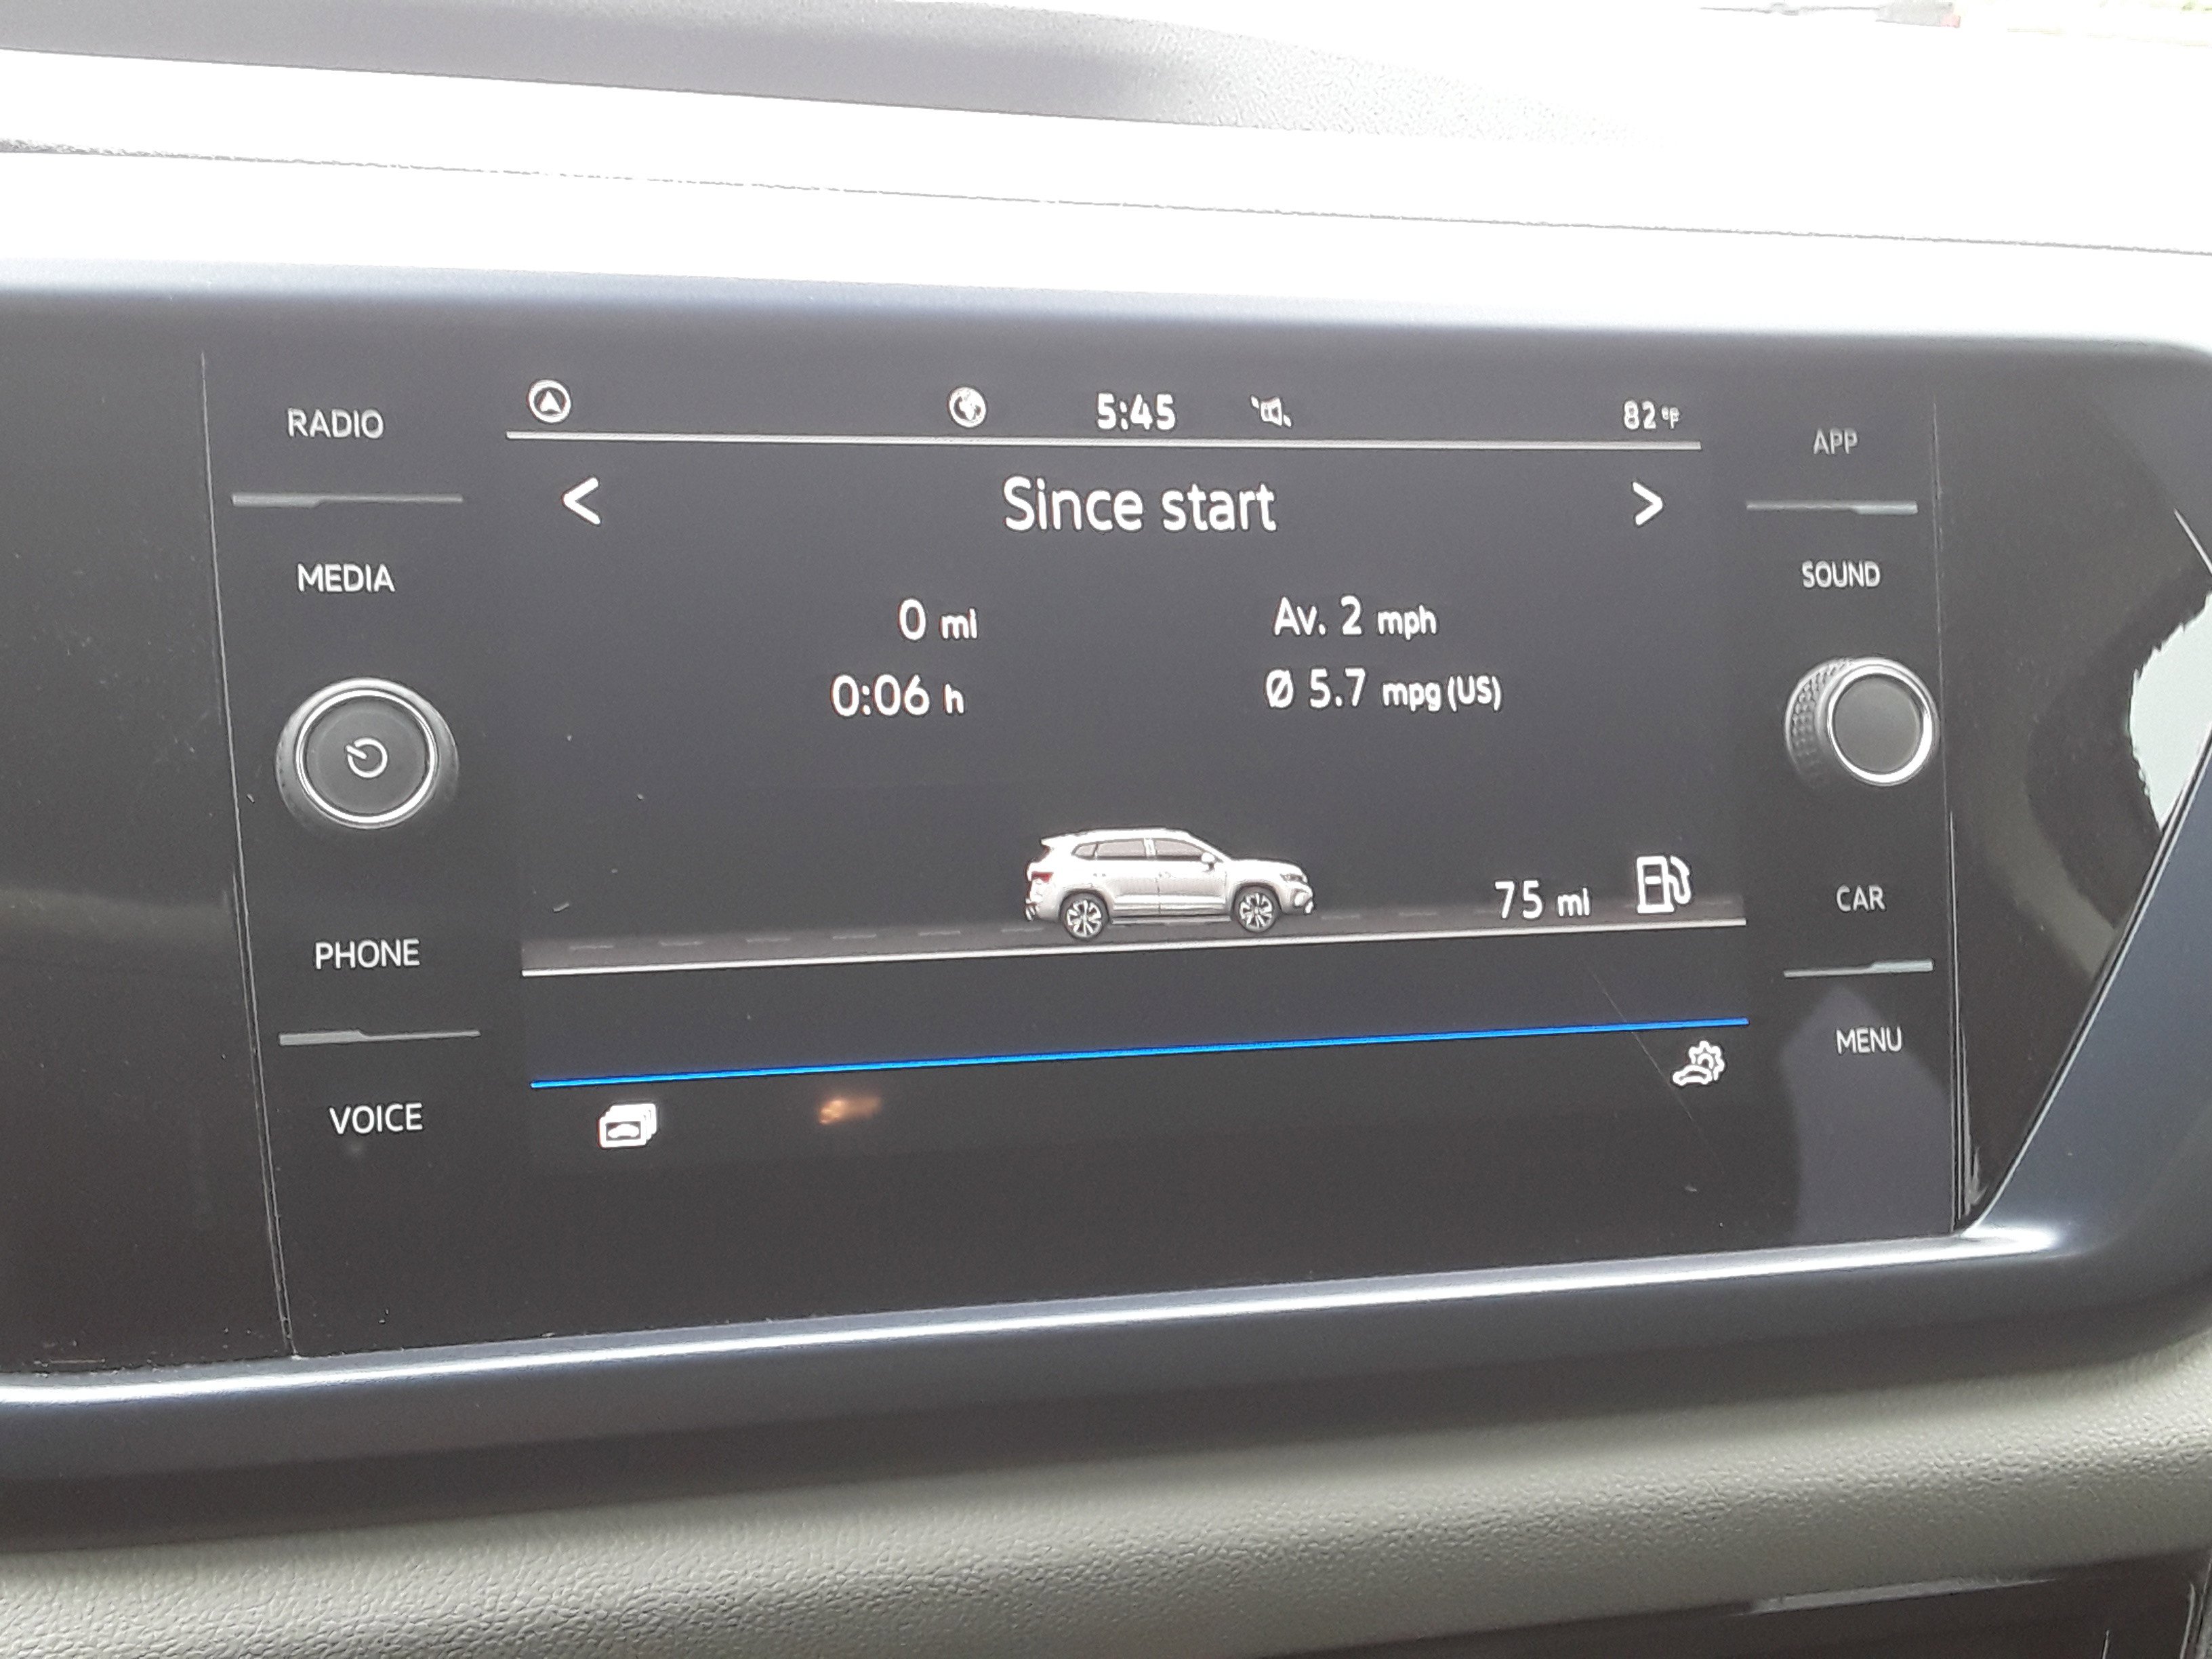 RADIO
MEDIA
PHONE
VOICE
5:45
82°F
< Since start >
0 mi
Av. 2 mph
0:06 h
Ø 5.7 mpg (US)
75 mi
APP
SOUND
CAR
MENU